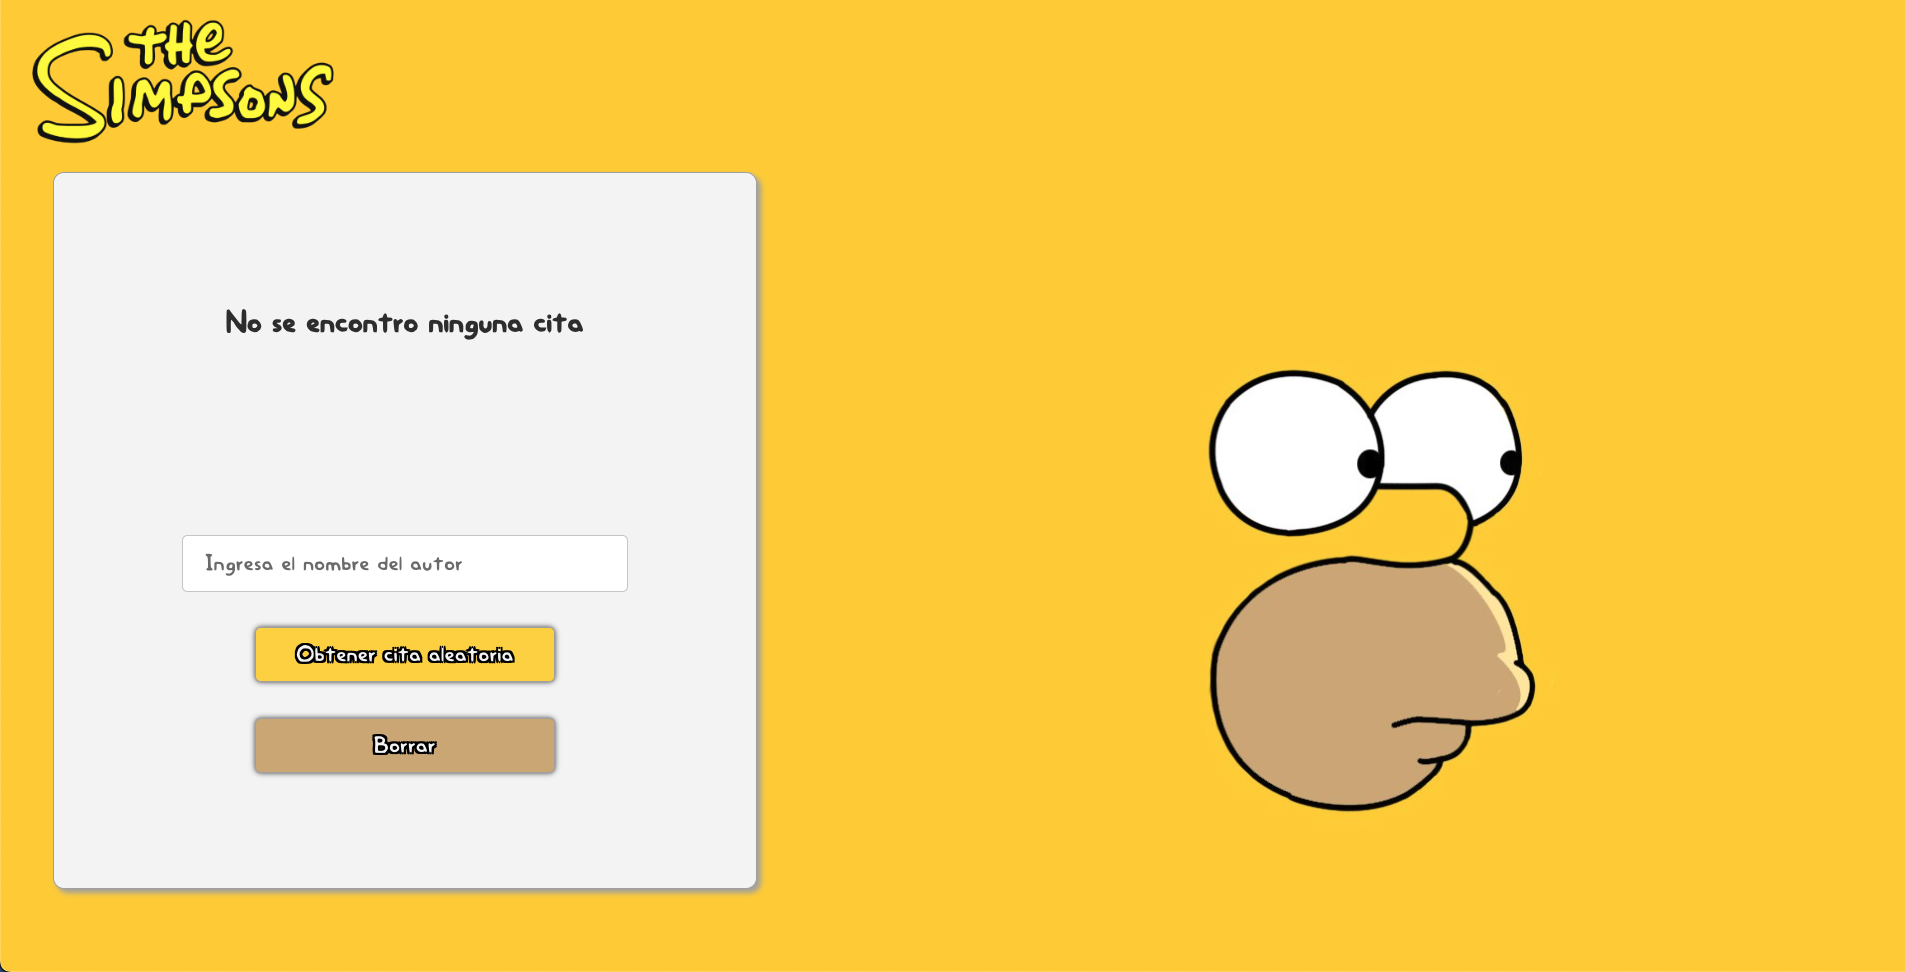 THE
SIMPSONS
No se encontro ninguna cita
Ingresa el nombre del autor
Obtener cita aleatoria
Borrar